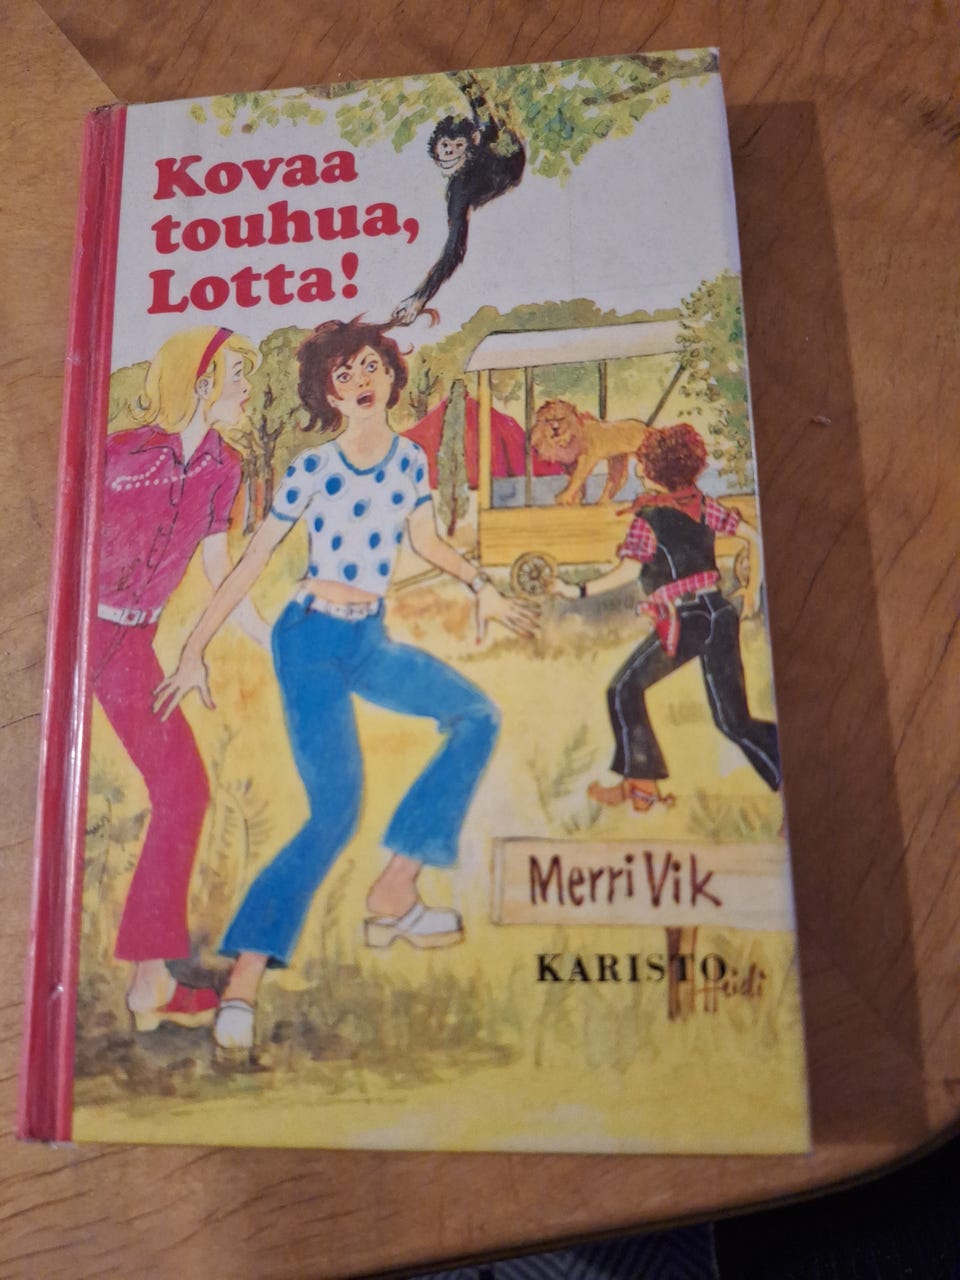 Kovaa
touhua,
Lotta!
Merri Vik
KARISTO
Heidi